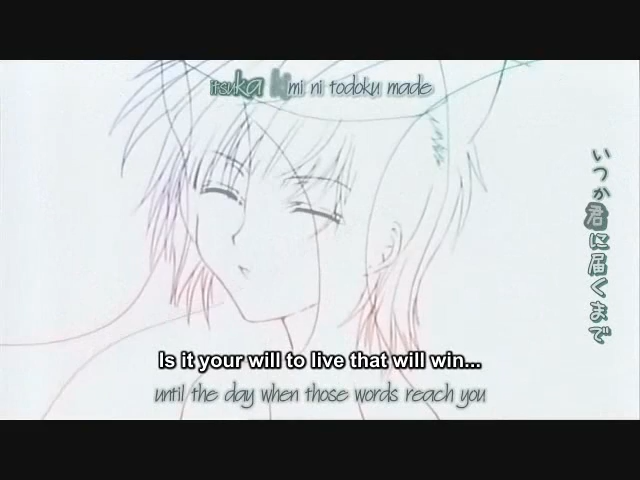 itsuka kimi ni todoku made
いつか君に届くまで
Is it your will to live that will win...
until the day when those words reach you